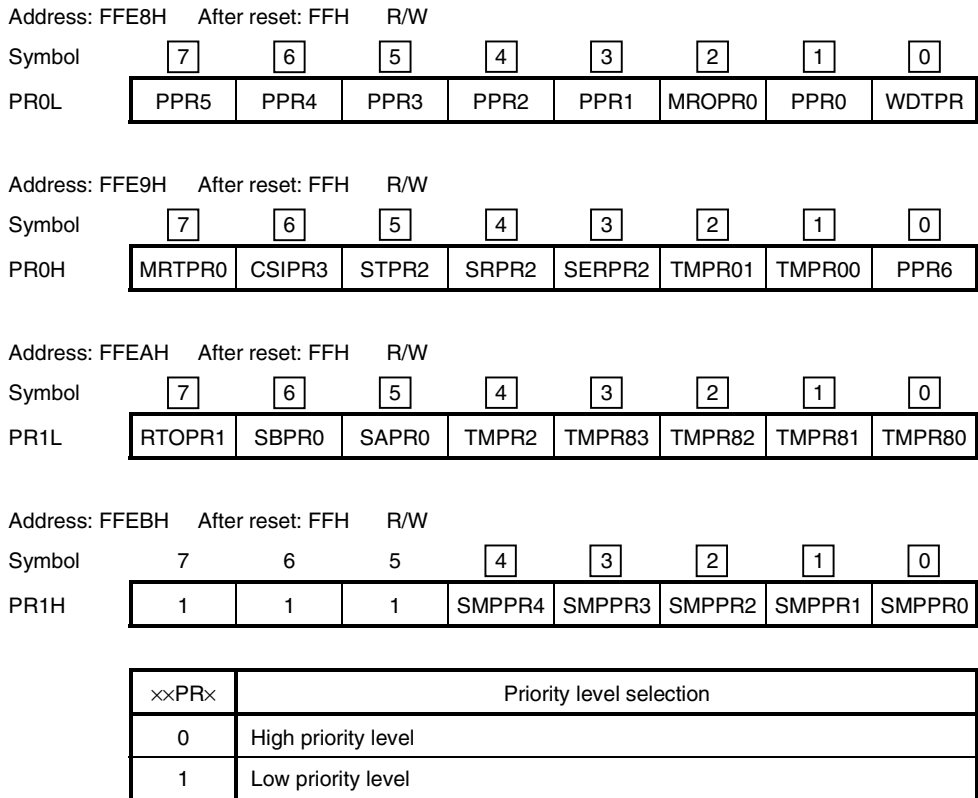 Address: FFE8H After reset: FFH R/W
Symbol 7 6 5 4 3 2 1 0
PR0L PPR5 PPR4 PPR3 PPR2 PPR1 MROPR0 PPR0 WDTPR
Address: FFE9H After reset: FFH R/W
Symbol 7 6 5 4 3 2 1 0
PR0H MRTPR0 CSIPR3 STPR2 SRPR2 SERPR2 TMPR01 TMPR00 PPR6
Address: FFEAH After reset: FFH R/W
Symbol 7 6 5 4 3 2 1 0
PR1L RTOPR1 SBPR0 SAPR0 TMPR2 TMPR83 TMPR82 TMPR81 TMPR80
Address: FFEBH After reset: FFH R/W
Symbol 7 6 5 4 3 2 1 0
PR1H 1 1 1 SMPPR4 SMPPR3 SMPPR2 SMPPR1 SMPPR0
××PR× Priority level selection
0 High priority level
1 Low priority level